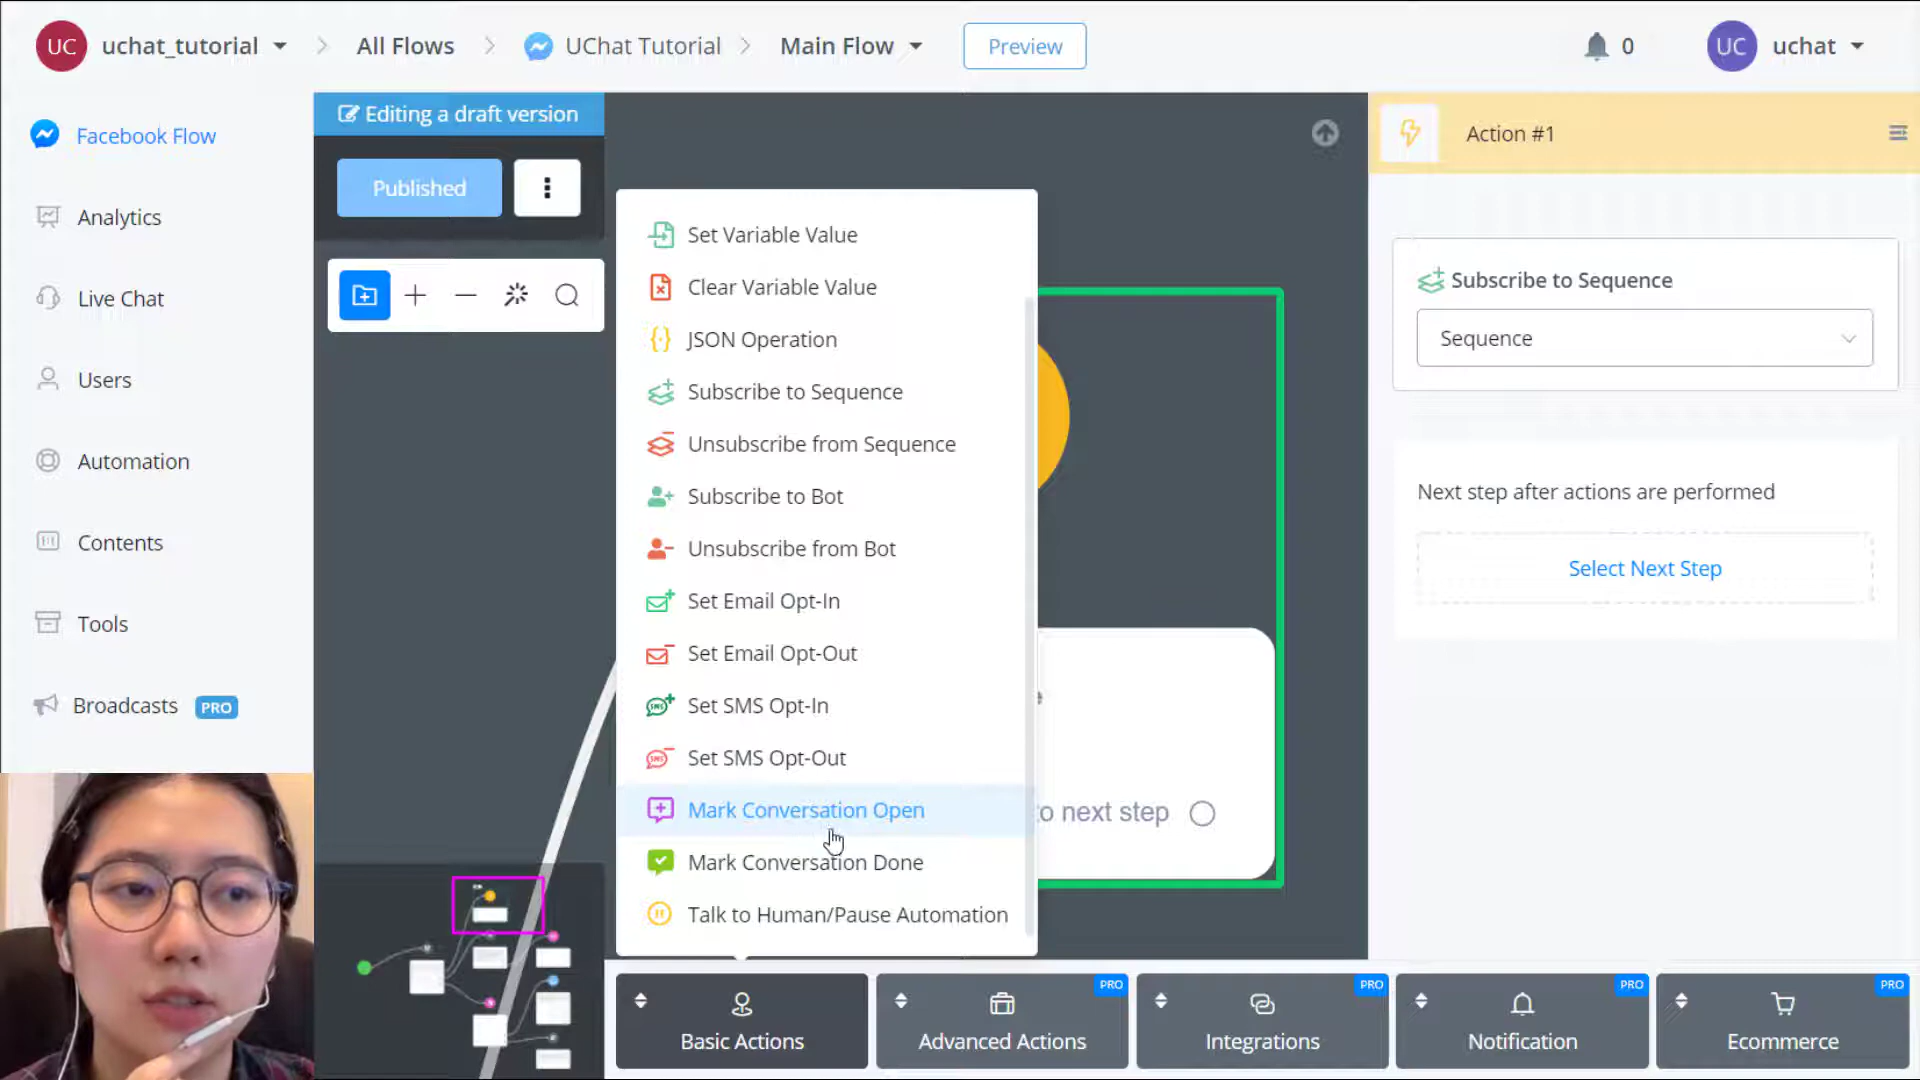 UC uchat_tutorial All Flows UChat Tutorial Main Flow Preview 0 UC uchat
Facebook Flow
Analytics
Live Chat
Users
Automation
Contents
Tools
Broadcasts PRO
Editing a draft version
Published
Set Variable Value
Clear Variable Value
JSON Operation
Subscribe to Sequence
Unsubscribe from Sequence
Subscribe to Bot
Unsubscribe from Bot
Set Email Opt-In
Set Email Opt-Out
SMS Set SMS Opt-In
SMS Set SMS Opt-Out
Mark Conversation Open
Mark Conversation Done
Talk to Human/Pause Automation
to next step
Action #1
Subscribe to Sequence
Sequence
Next step after actions are performed
Select Next Step
Basic Actions
PRO
Advanced Actions
PRO
Integrations
PRO
Notification
PRO
Ecommerce